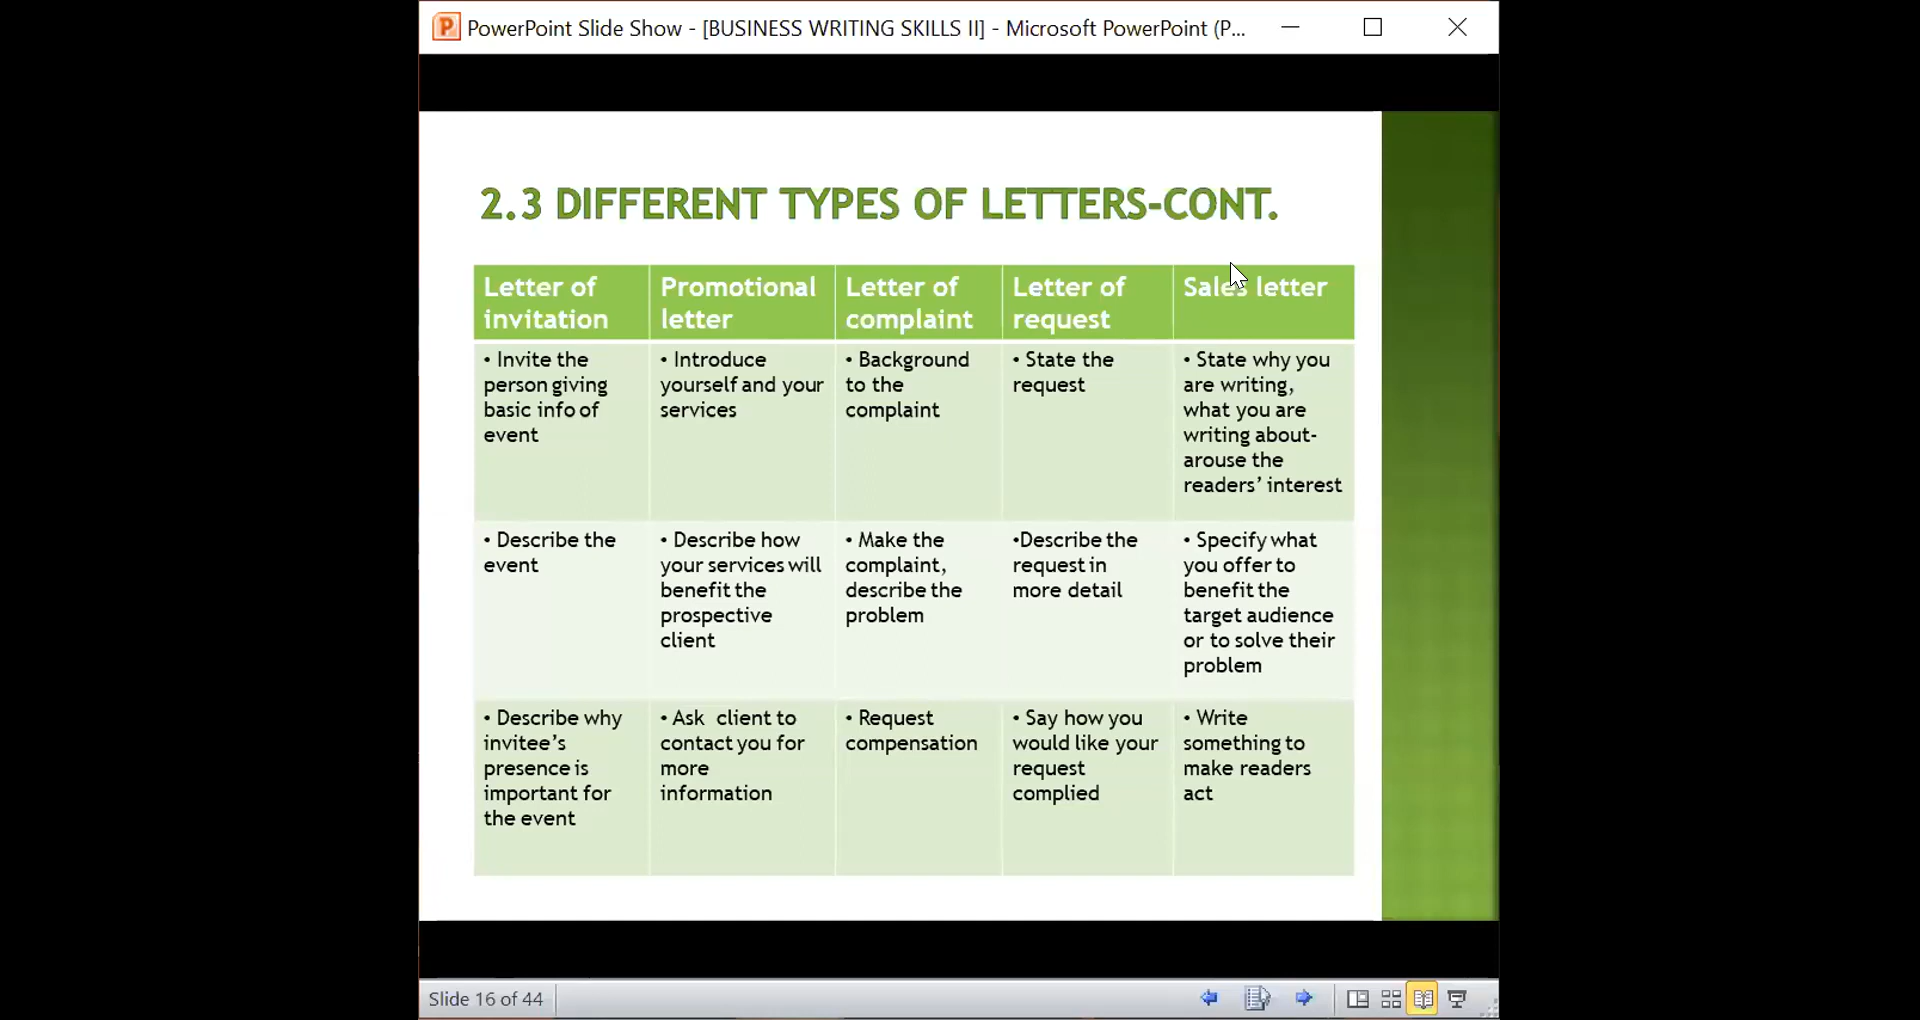 PowerPoint Slide Show - [BUSINESS WRITING SKILLS II] - Microsoft PowerPoint (P...
2.3 DIFFERENT TYPES OF LETTERS-CONT.
Letter of
invitation
Promotional
letter
Letter of
complaint
Letter of
request
Sales letter
• Invite the
person giving
basic info of
event
• Introduce
yourself and your
services
• Background
to the
complaint
• State the
request
• State why you
are writing,
what you are
writing about-
arouse the
readers’ interest
• Describe the
event
• Describe how
your services will
benefit the
prospective
client
• Make the
complaint,
describe the
problem
•Describe the
request in
more detail
• Specify what
you offer to
benefit the
target audience
or to solve their
problem
• Describe why
invitee’s
presence is
important for
the event
• Ask client to
contact you for
more
information
• Request
compensation
• Say how you
would like your
request
complied
• Write
something to
make readers
act
Slide 16 of 44